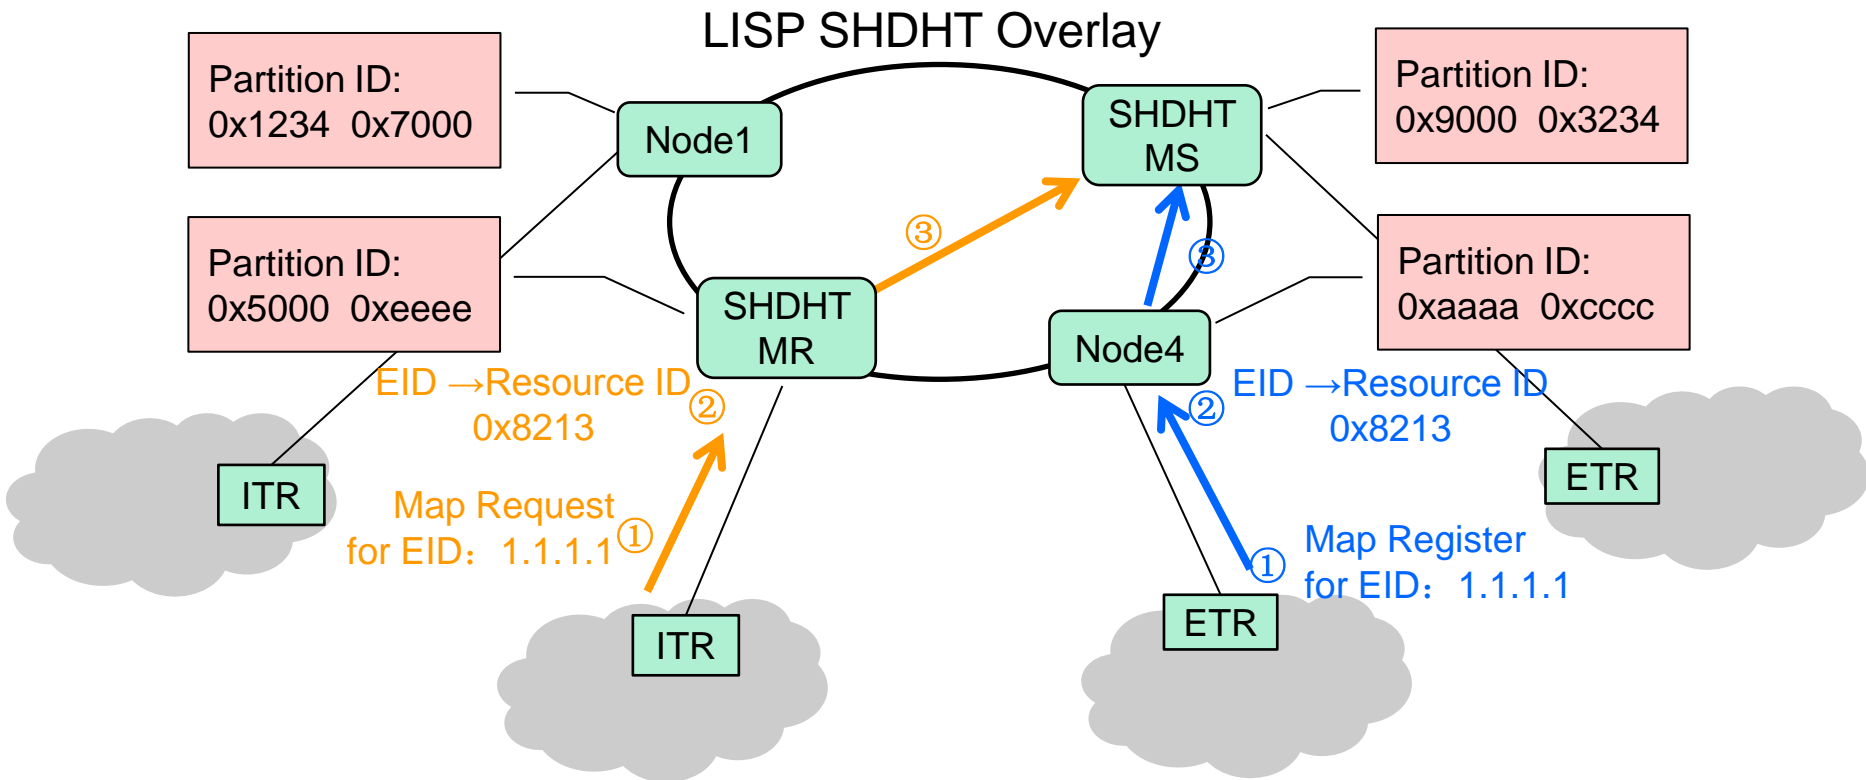 LISP SHDHT Overlay
Partition ID:
0x1234 0x7000
Node1
SHDHT
MS
Partition ID:
0x9000 0x3234
③
③
Partition ID:
0x5000 0xeeee
SHDHT
MR
Node4
Partition ID:
0xaaaa 0xcccc
EID →Resource ID
0x8213
②
②
EID →Resource ID
0x8213
ITR
ETR
Map Request
for EID：1.1.1.1
①
①
Map Register
for EID：1.1.1.1
ITR
ETR